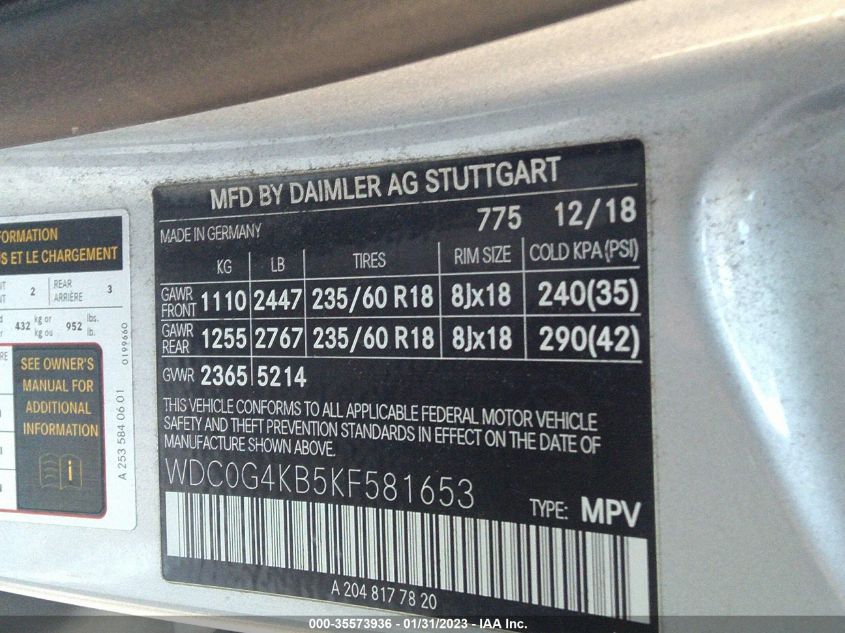 MFD BY DAIMLER AG STUTTGART
MADE IN GERMANY 775 12/18
KG LB TIRES RIM SIZE COLD KPA(PSI)
GAWR FRONT 1110 2447 235/60 R18 8Jx18 240(35)
GAWR REAR 1255 2767 235/60 R18 8Jx18 290(42)
GVWR 2365 5214
THIS VEHICLE CONFORMS TO ALL APPLICABLE FEDERAL MOTOR VEHICLE
SAFETY AND THEFT PREVENTION STANDARDS IN EFFECT ON THE DATE OF
MANUFACTURE SHOWN ABOVE.
WDC0G4KB5KF581653
TYPE: MPV
A 204 817 78 20
FORMATION
US ET LE CHARGEMENT
2 REAR ARRIÈRE 3
432 kg or kg ou 952 lbs. lb.
0199660
SEE OWNER'S
MANUAL FOR
ADDITIONAL
INFORMATION
i
A 253 584 06 01
000-35573936 - 01/31/2023 - IAA Inc.